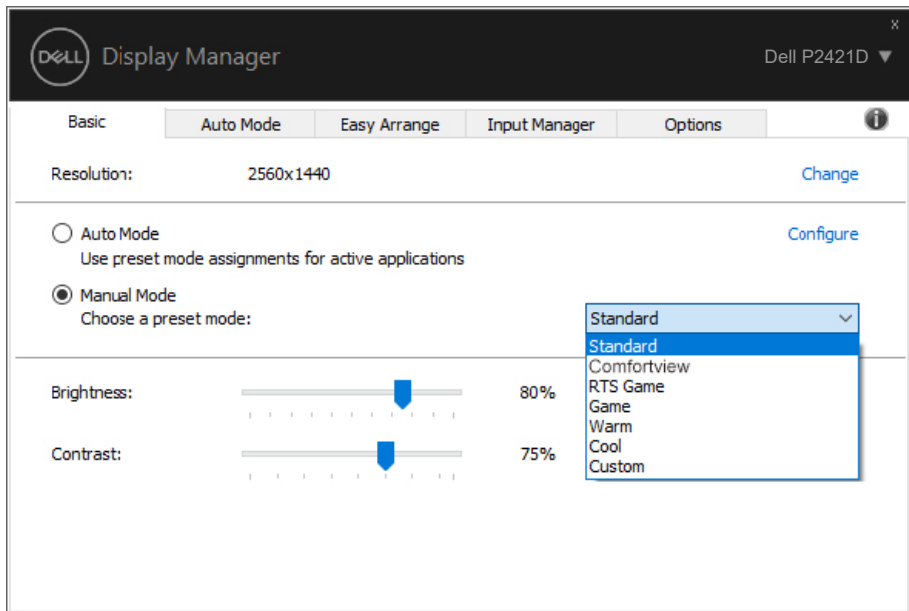 x
DELL Display Manager
Dell P2421D ▼
Basic Auto Mode Easy Arrange Input Manager Options
Resolution: 2560x1440 Change
Auto Mode Configure
Use preset mode assignments for active applications
Manual Mode
Choose a preset mode: Standard
Standard
Comfortview
RTS Game
Game
Warm
Cool
Custom
Brightness: 80%
Contrast: 75%